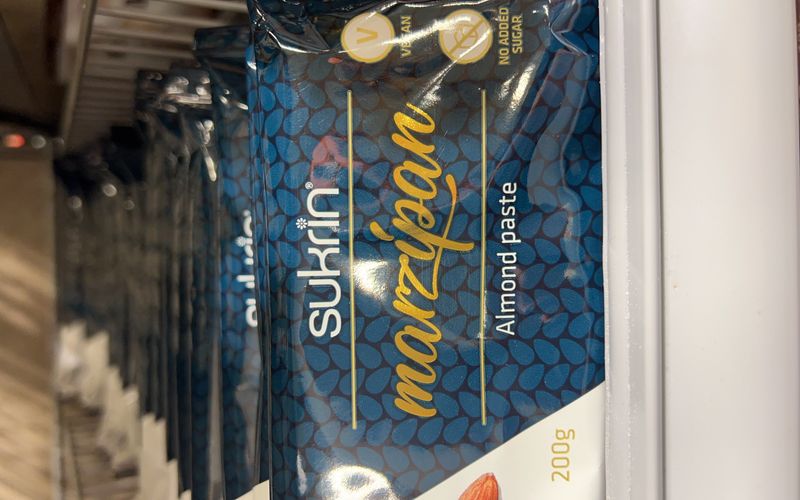 V
VEGAN
NO ADDED
SUGAR
sukrin®
marzipan
Almond paste
200g